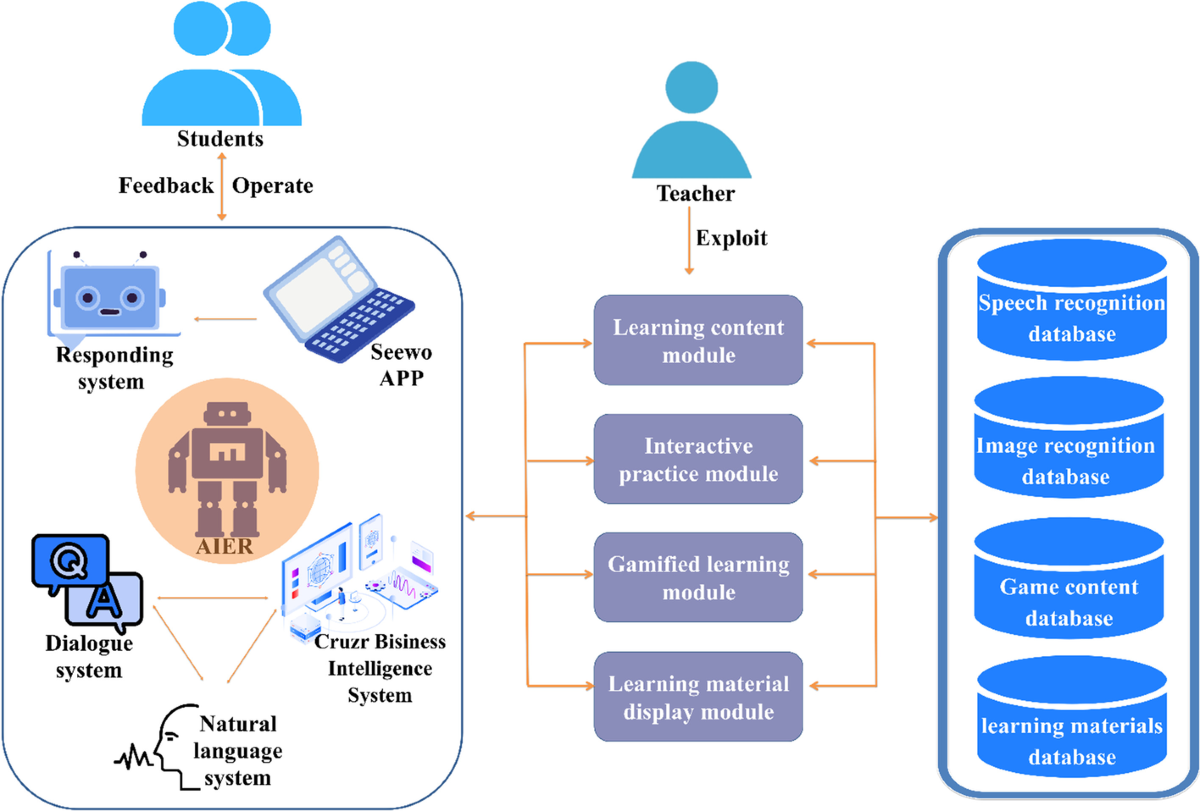 Students
Feedback Operate
Teacher
Exploit
Responding
system
Seewo
APP
AIER
Dialogue
system
Q
A
Cruzr Bisiness
Intelligence
System
Natural
language
system
Learning content
module
Interactive
practice module
Gamified learning
module
Learning material
display module
Speech recognition
database
Image recognition
database
Game content
database
learning materials
database